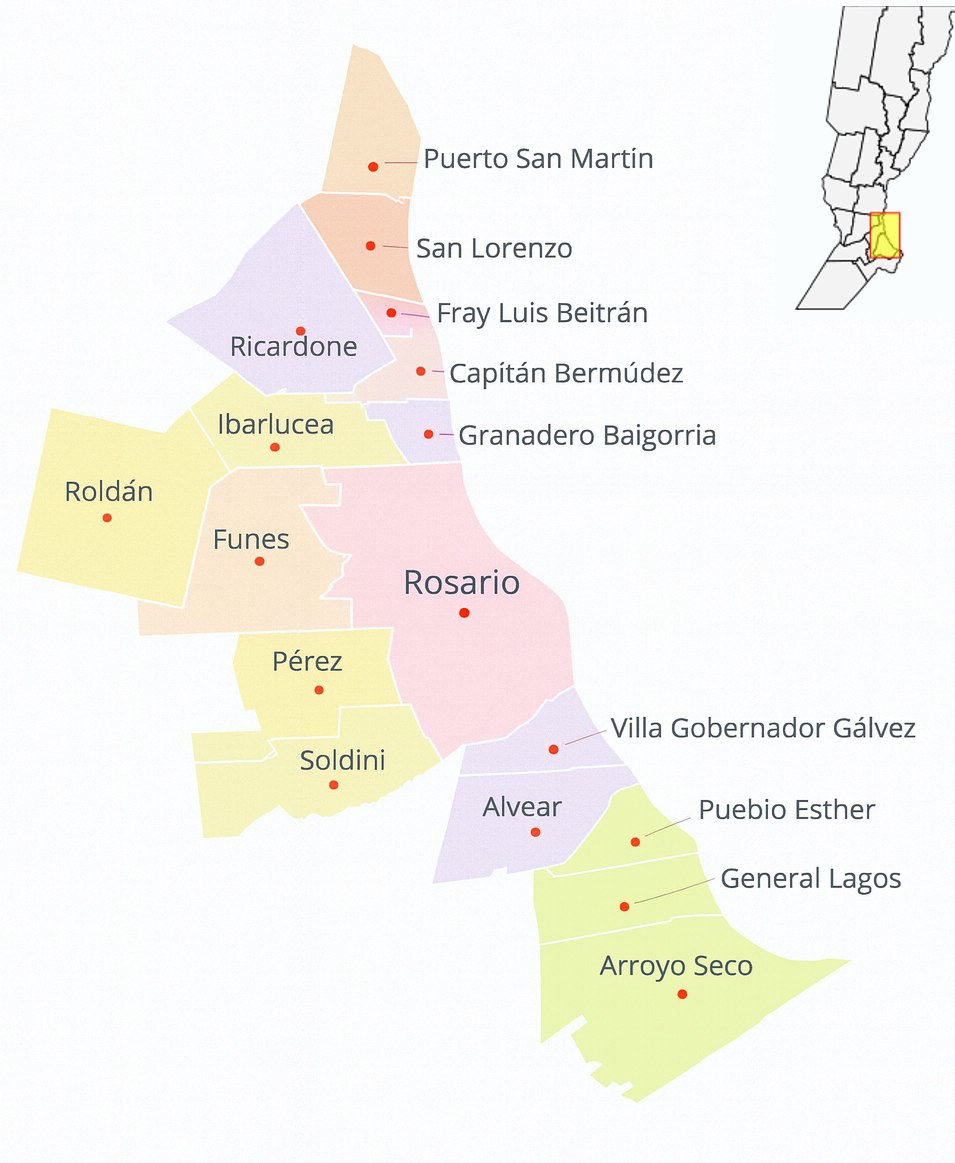 Puerto San Martín
San Lorenzo
Fray Luis Beitrán
Ricardone
Capítán Bermúdez
Ibarlucea
Granadero Baigorria
Roldán
Funes
Rosario
Pérez
Villa Gobernador Gálvez
Soldini
Alvear
Puebio Esther
General Lagos
Arroyo Seco